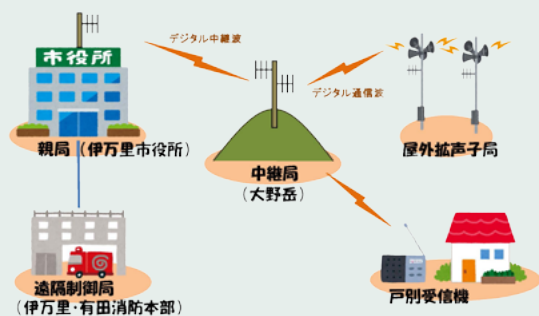 デジタル中継波
市役所
デジタル通信波
親局(伊万里市役所)
中継局
(大野岳)
屋外拡声子局
遠隔制御局
(伊万里・有田消防本部)
戸別受信機